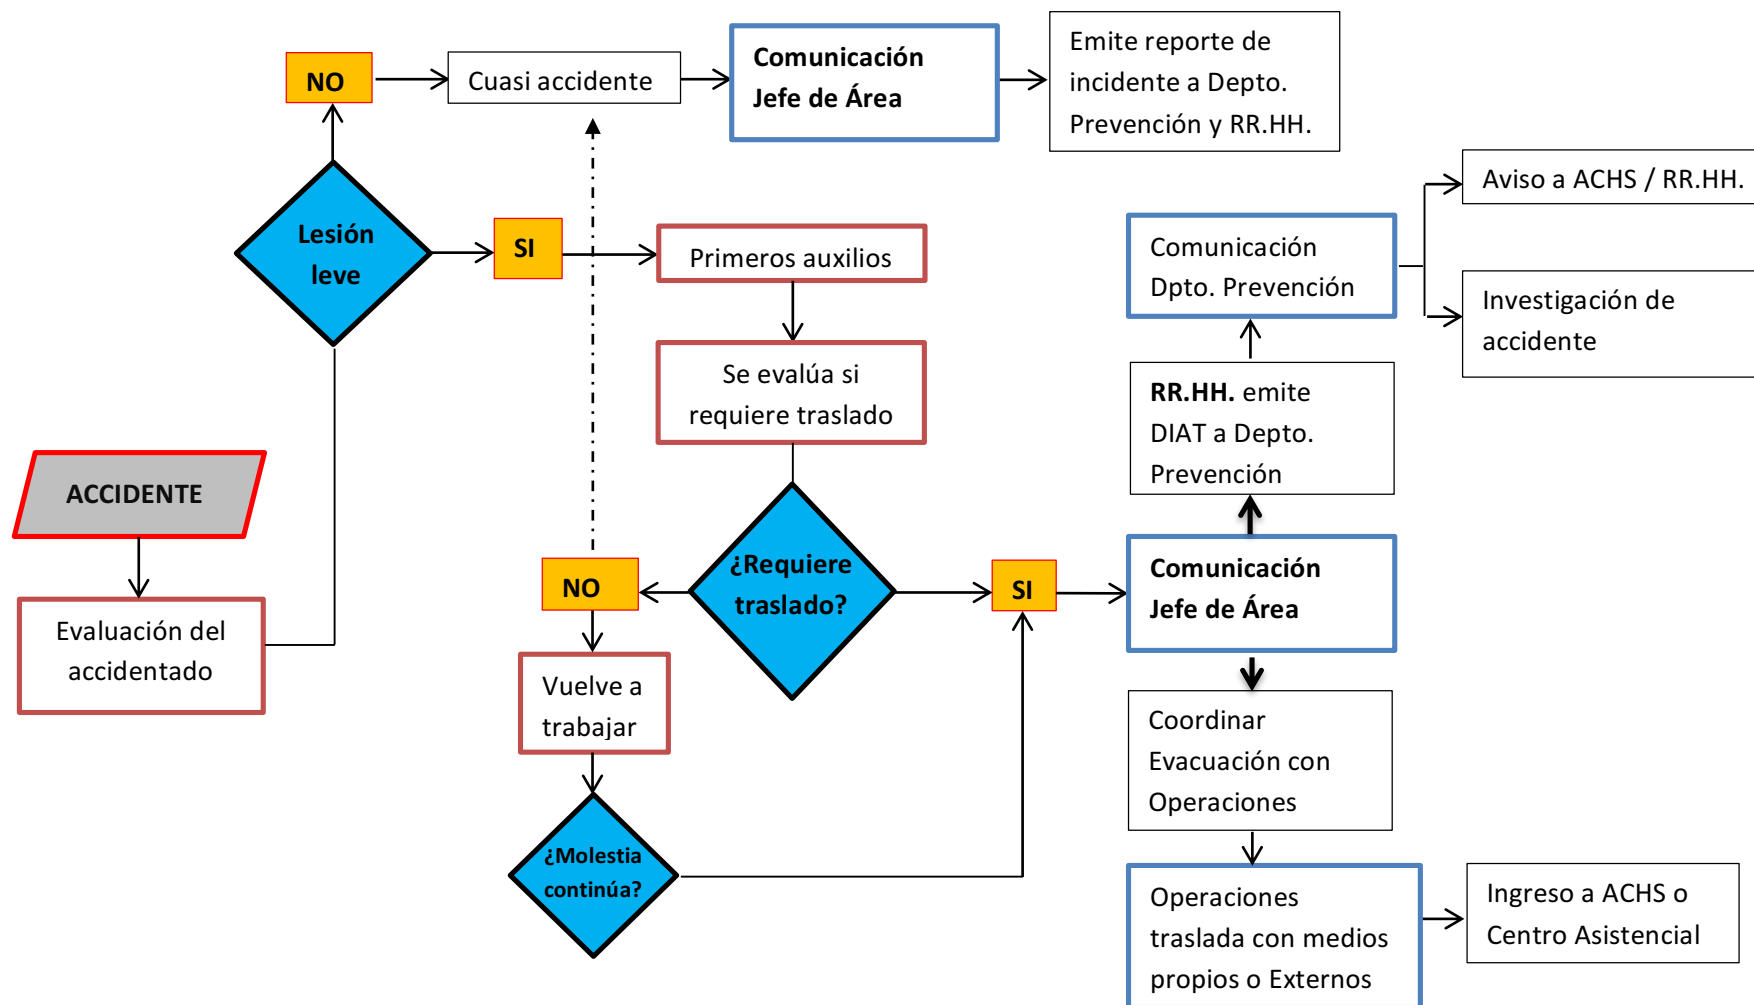 NO
Cuasi accidente
Comunicación
Jefe de Área
Emite reporte de
incidente a Depto.
Prevención y RR.HH.
Lesión
leve
SI
Primeros auxilios
Aviso a ACHS / RR.HH.
Comunicación
Dpto. Prevención
Investigación de
accidente
Se evalúa si
requiere traslado
RR.HH. emite
DIAT a Depto.
Prevención
ACCIDENTE
Evaluación del
accidentado
NO
¿Requiere
traslado?
SI
Comunicación
Jefe de Área
Vuelve a
trabajar
Coordinar
Evacuación con
Operaciones
¿Molestia
continúa?
Operaciones
traslada con medios
propios o Externos
Ingreso a ACHS o
Centro Asistencial